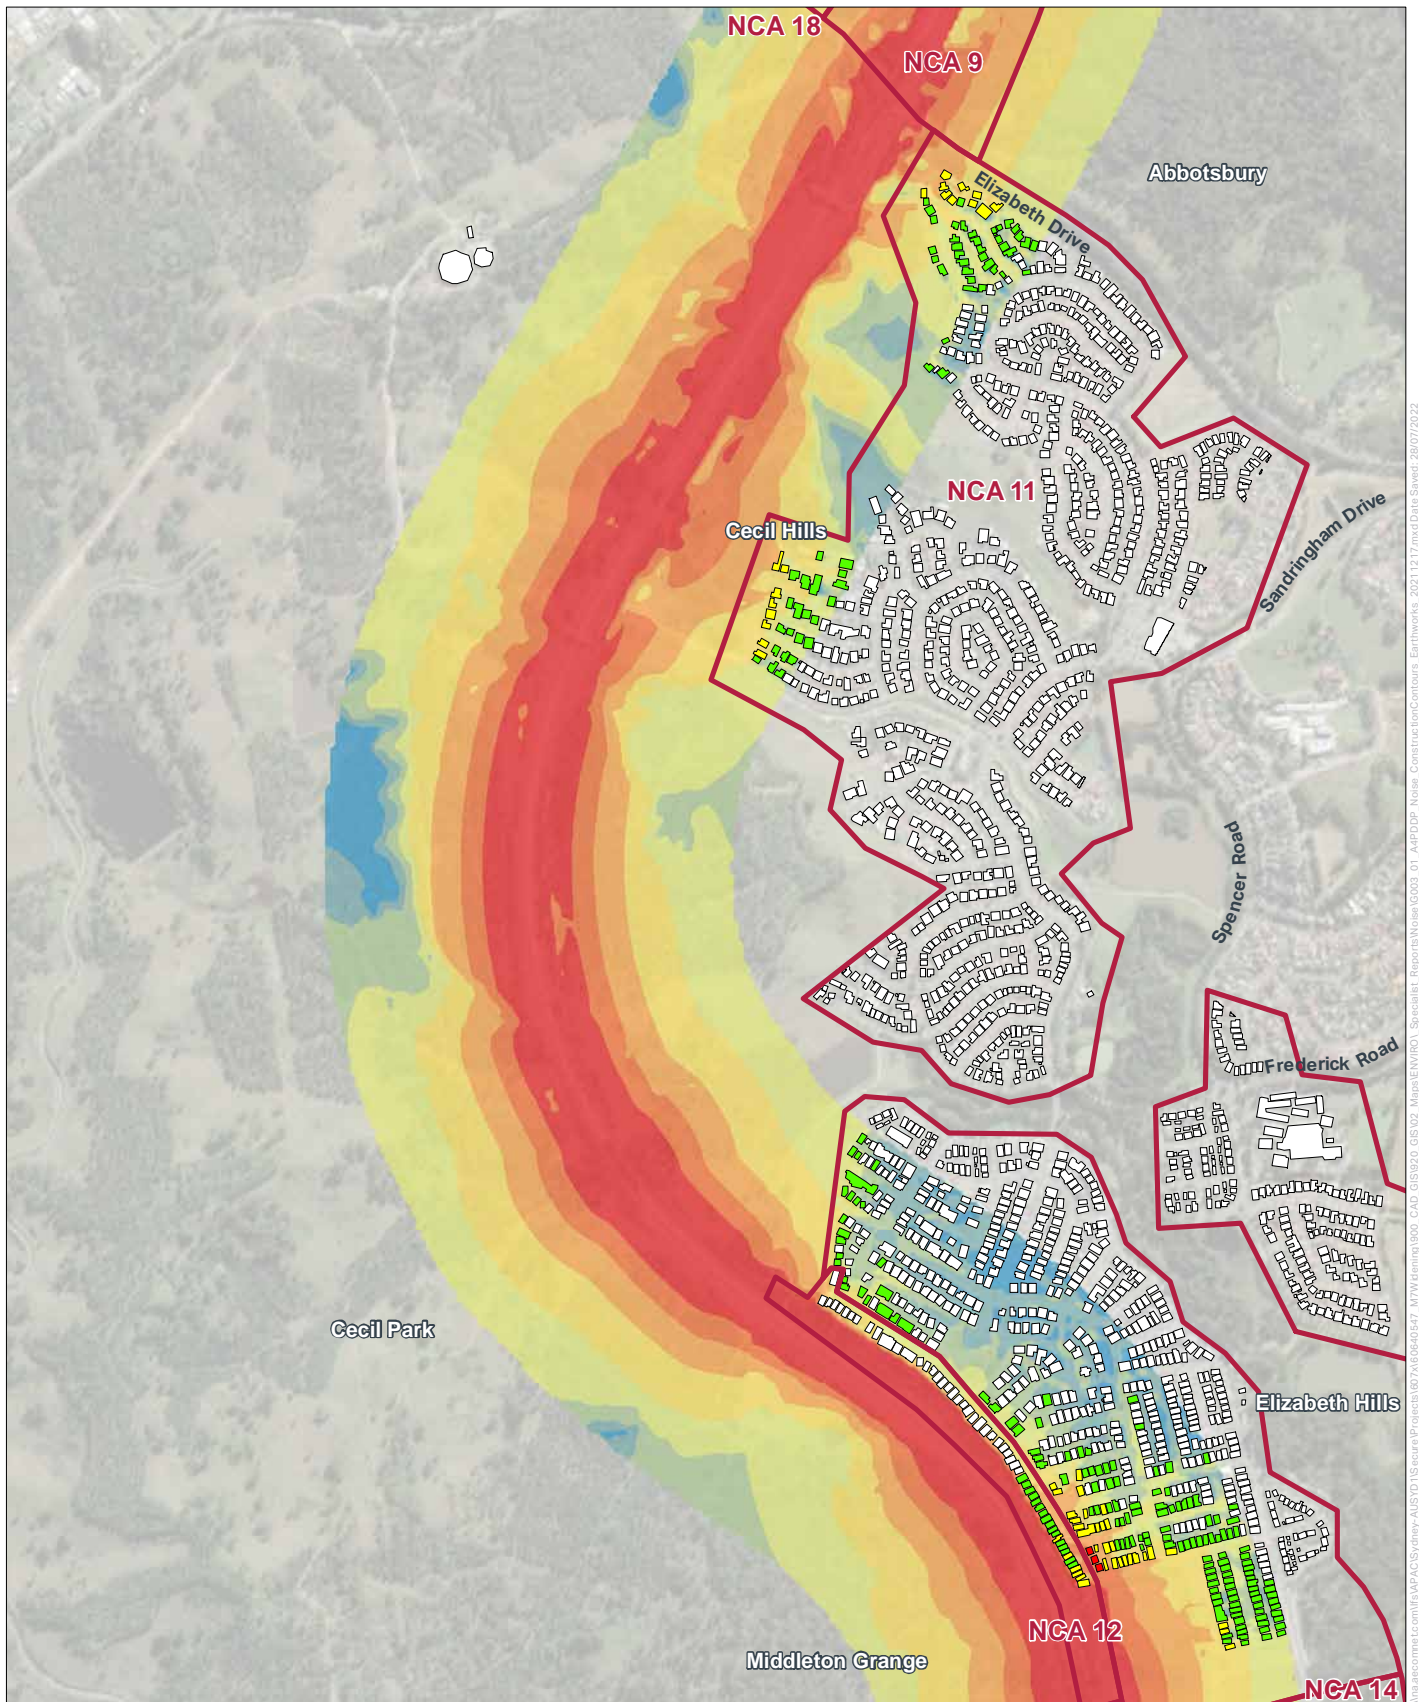 NCA 18
NCA 9
Abbotsbury
Elizabeth Drive
NCA 11
Cecil Hills
Sandringham Drive
Spencer Road
Frederick Road
Cecil Park
Elizabeth Hills
NCA 12
Middleton Grange
NCA 14